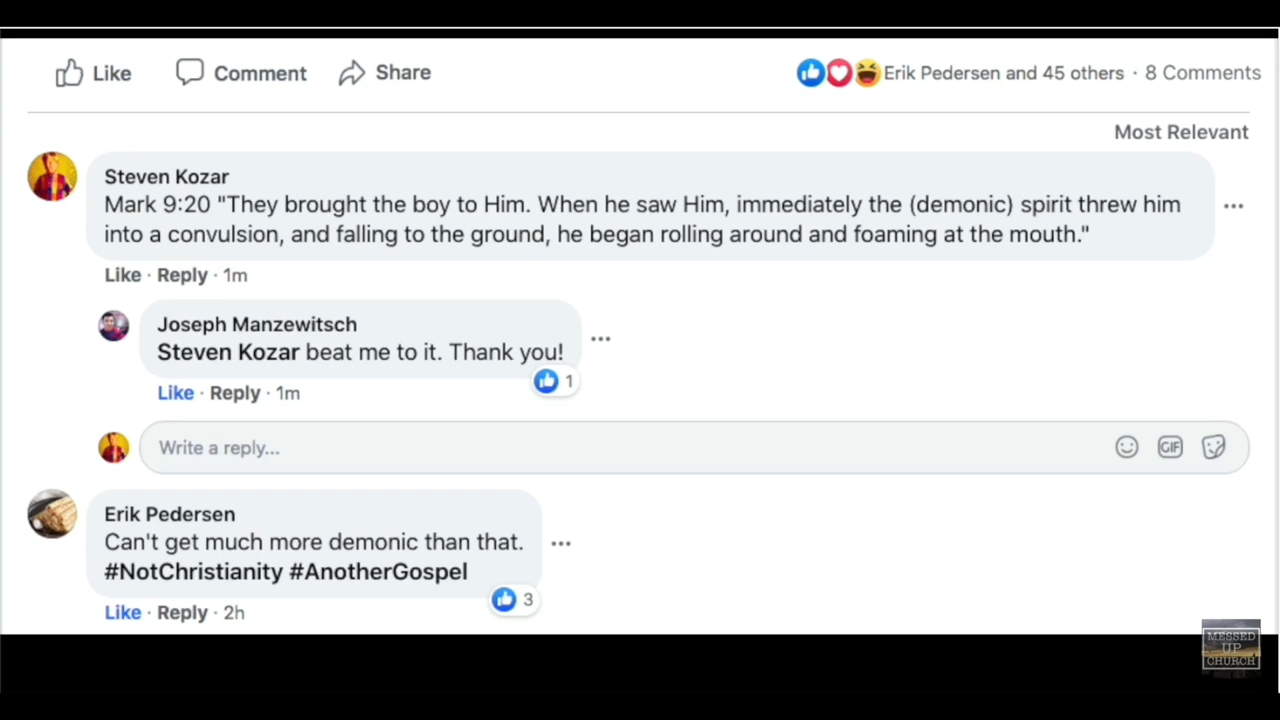 Like Comment Share Erik Pedersen and 45 others · 8 Comments
Most Relevant
Steven Kozar
Mark 9:20 "They brought the boy to Him. When he saw Him, immediately the (demonic) spirit threw him
into a convulsion, and falling to the ground, he began rolling around and foaming at the mouth."
Like · Reply · 1m
Joseph Manzewitsch
Steven Kozar beat me to it. Thank you!
1
Like · Reply · 1m
Write a reply...
GIF
Erik Pedersen
Can't get much more demonic than that.
#NotChristianity #AnotherGospel
3
Like · Reply · 2h
MESSED
UP
CHURCH